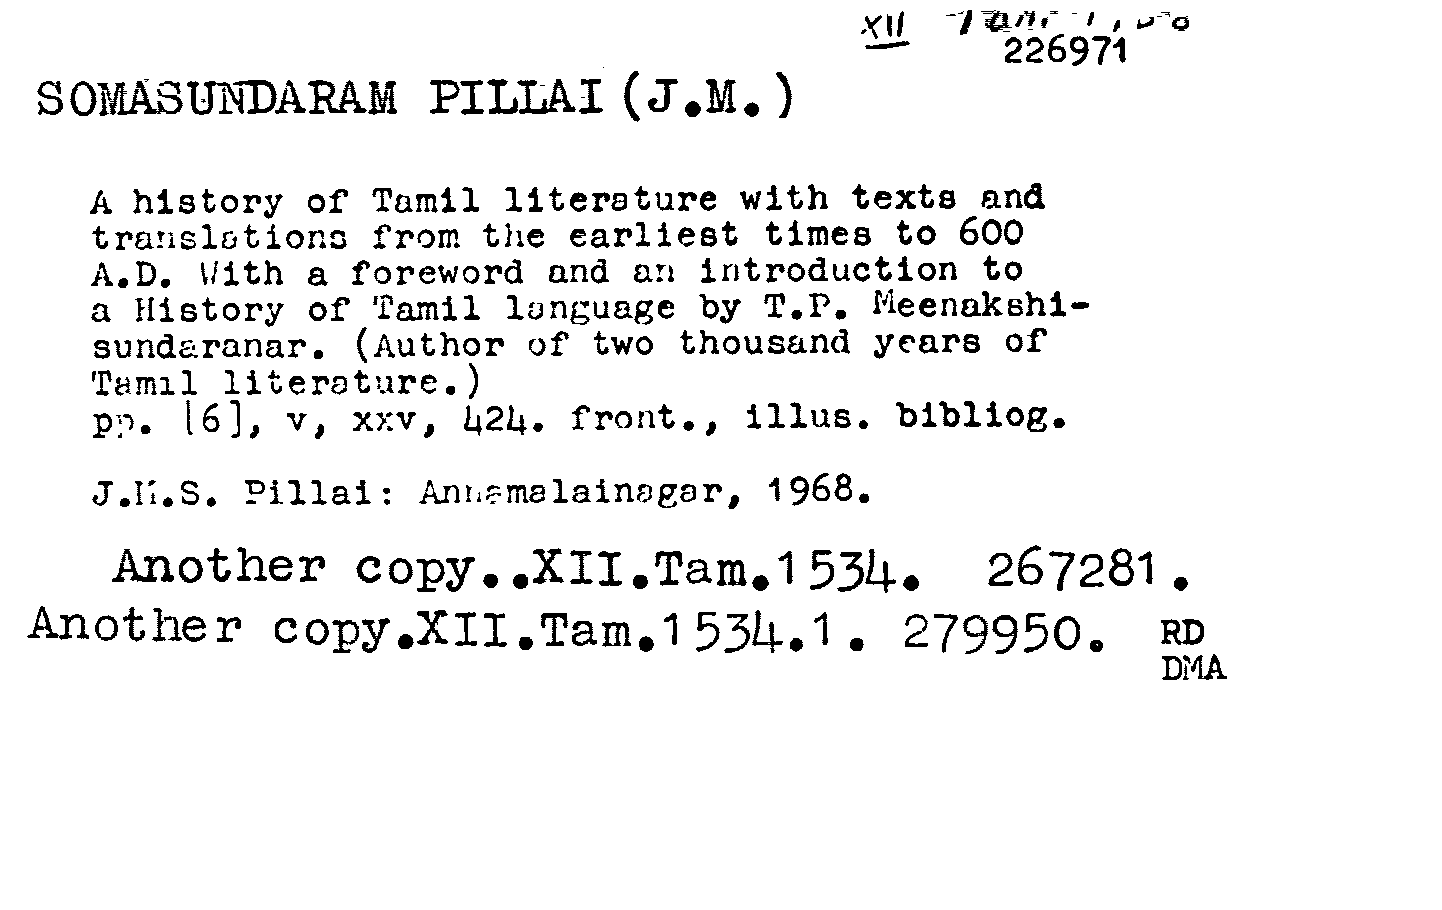 XII
226971
SOMASUNDARAM PILLAI (J.M.)
A history of Tamil literature with texts and
translations from the earliest times to 600
A.D. With a foreword and an introduction to
a History of Tamil language by T.P. Meenakshi-
sundaranar. (Author of two thousand years of
Tamil literature.)
pp. [6], v, xxv, 424. front., illus. bibliog.
J.M.S. Pillai: Annamalainagar, 1968.
Another copy..XII.Tam.1534. 267281.
Another copy.XII.Tam.1534.1. 279950. RD
DMA